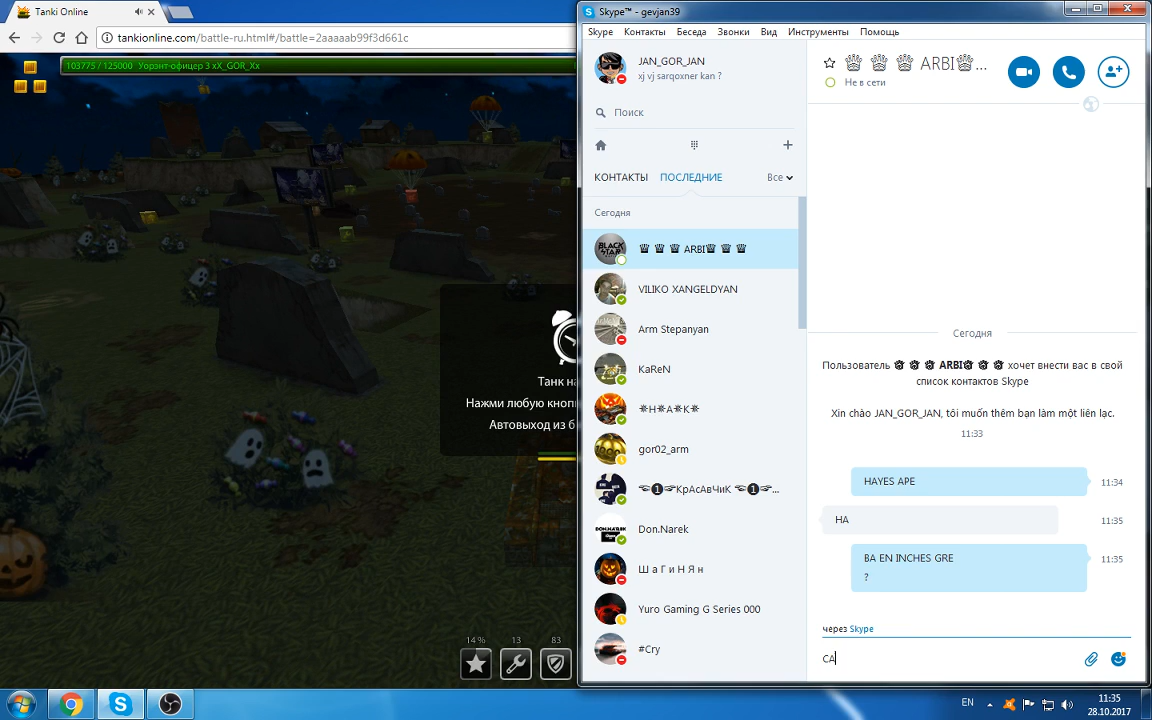 Tanki Online
tankionline.com/battle-ru.html#/battle=2aaaaab99f3d661c
103775 / 125000 Уорэнт-офицер 3 xX_GOR_Xx
Танк на
Нажми любую кнопк
Автовыход из б
14%
13
83
Skype™ - gevjan39
Skype Контакты Беседа Звонки Вид Инструменты Помощь
JAN_GOR_JAN
xj vj sarqoxner kan ?
Поиск
КОНТАКТЫ ПОСЛЕДНИЕ Все
Сегодня
BLACK STAR
♛ ♛ ♛ ARBI♛ ♛ ♛
VILIKO XANGELDYAN
Arm Stepanyan
KaReN
✵H✵A✵K✵
gor02_arm
☜❶☞КрАсАвЧиК ☜❶☞...
Don.Narek
Ш а Г и Н Я н
Yuro Gaming G Series 000
#Cry
♛ ♛ ♛ ARBI♛...
Не в сети
Сегодня
Пользователь ♛ ♛ ♛ ARBI♛ ♛ ♛ хочет внести вас в свой
список контактов Skype
Xin chào JAN_GOR_JAN, tôi muốn thêm bạn làm một liên lạc.
11:33
HAYES APE
11:34
HA
11:35
BA EN INCHES GRE
?
11:35
через Skype
CA
EN
11:35
28.10.2017